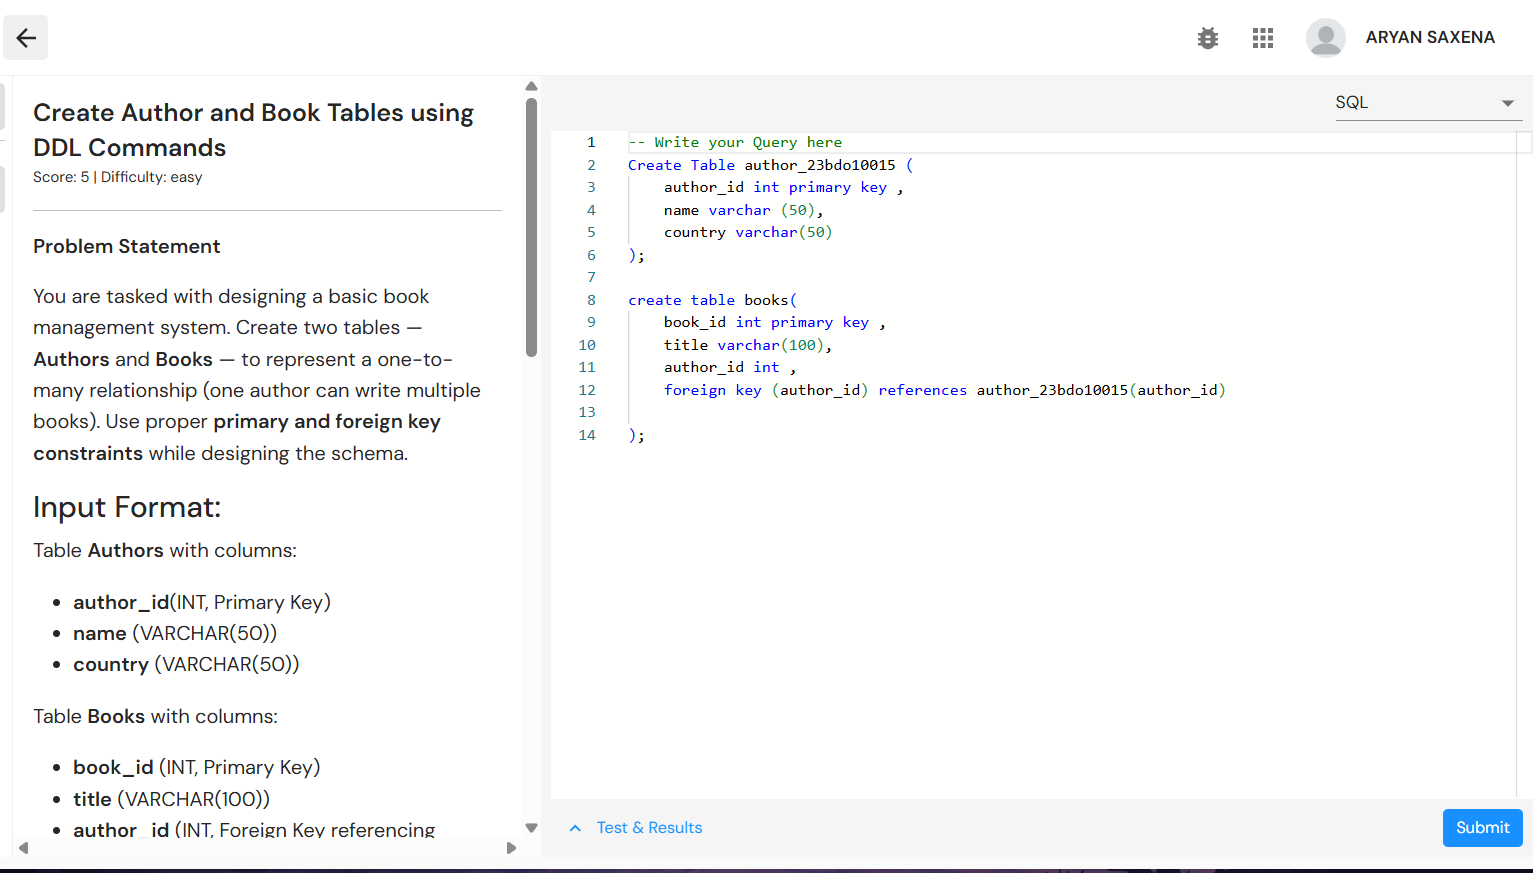 ARYAN SAXENA
Create Author and Book Tables using
DDL Commands
Score: 5 | Difficulty: easy
Problem Statement
You are tasked with designing a basic book
management system. Create two tables —
Authors and Books — to represent a one-to-
many relationship (one author can write multiple
books). Use proper primary and foreign key
constraints while designing the schema.
Input Format:
Table Authors with columns:
• author_id(INT, Primary Key)
• name (VARCHAR(50))
• country (VARCHAR(50))
Table Books with columns:
• book_id (INT, Primary Key)
• title (VARCHAR(100))
• author_id (INT, Foreign Key referencing
SQL
1 -- Write your Query here
2 Create Table author_23bdo10015 (
3 author_id int primary key ,
4 name varchar (50),
5 country varchar(50)
6 );
7
8 create table books(
9 book_id int primary key ,
10 title varchar(100),
11 author_id int ,
12 foreign key (author_id) references author_23bdo10015(author_id)
13
14 );
Test & Results
Submit